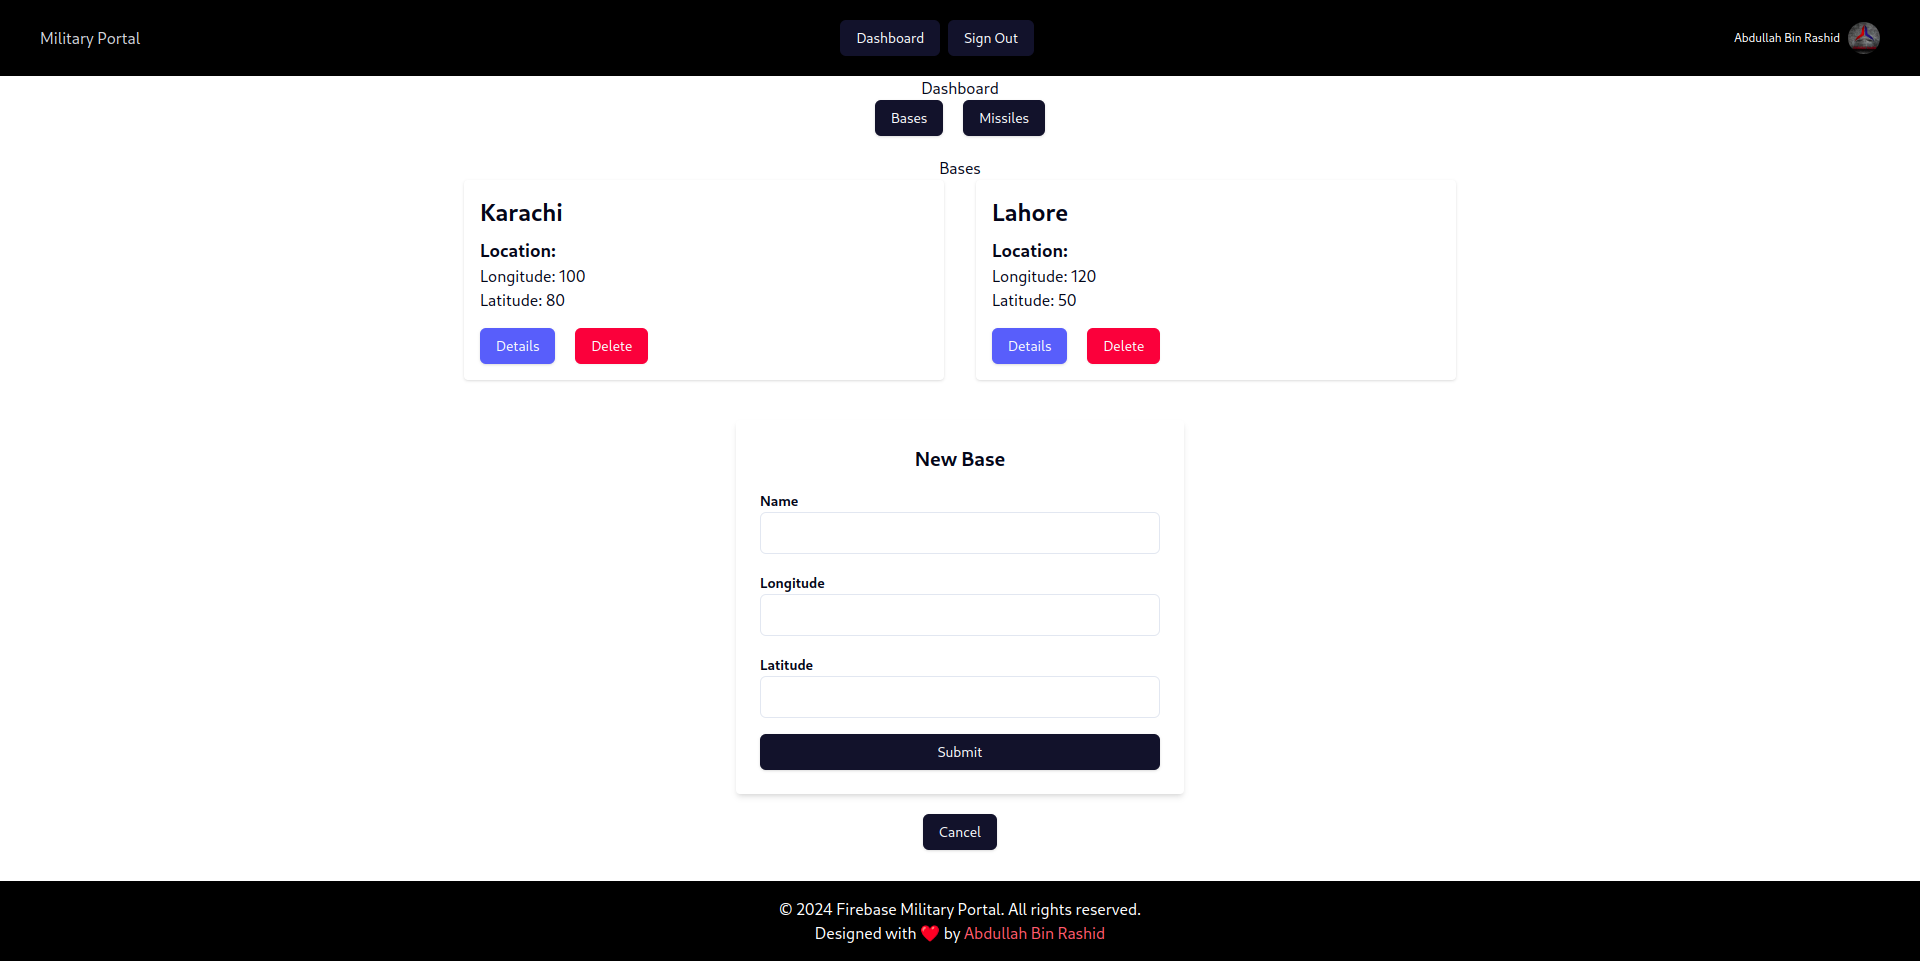 Military Portal
Dashboard
Sign Out
Abdullah Bin Rashid
Dashboard
Bases
Missiles
Bases
Karachi
Location:
Longitude: 100
Latitude: 80
Details
Delete
Lahore
Location:
Longitude: 120
Latitude: 50
Details
Delete
New Base
Name
Longitude
Latitude
Submit
Cancel
© 2024 Firebase Military Portal. All rights reserved.
Designed with ❤️ by Abdullah Bin Rashid